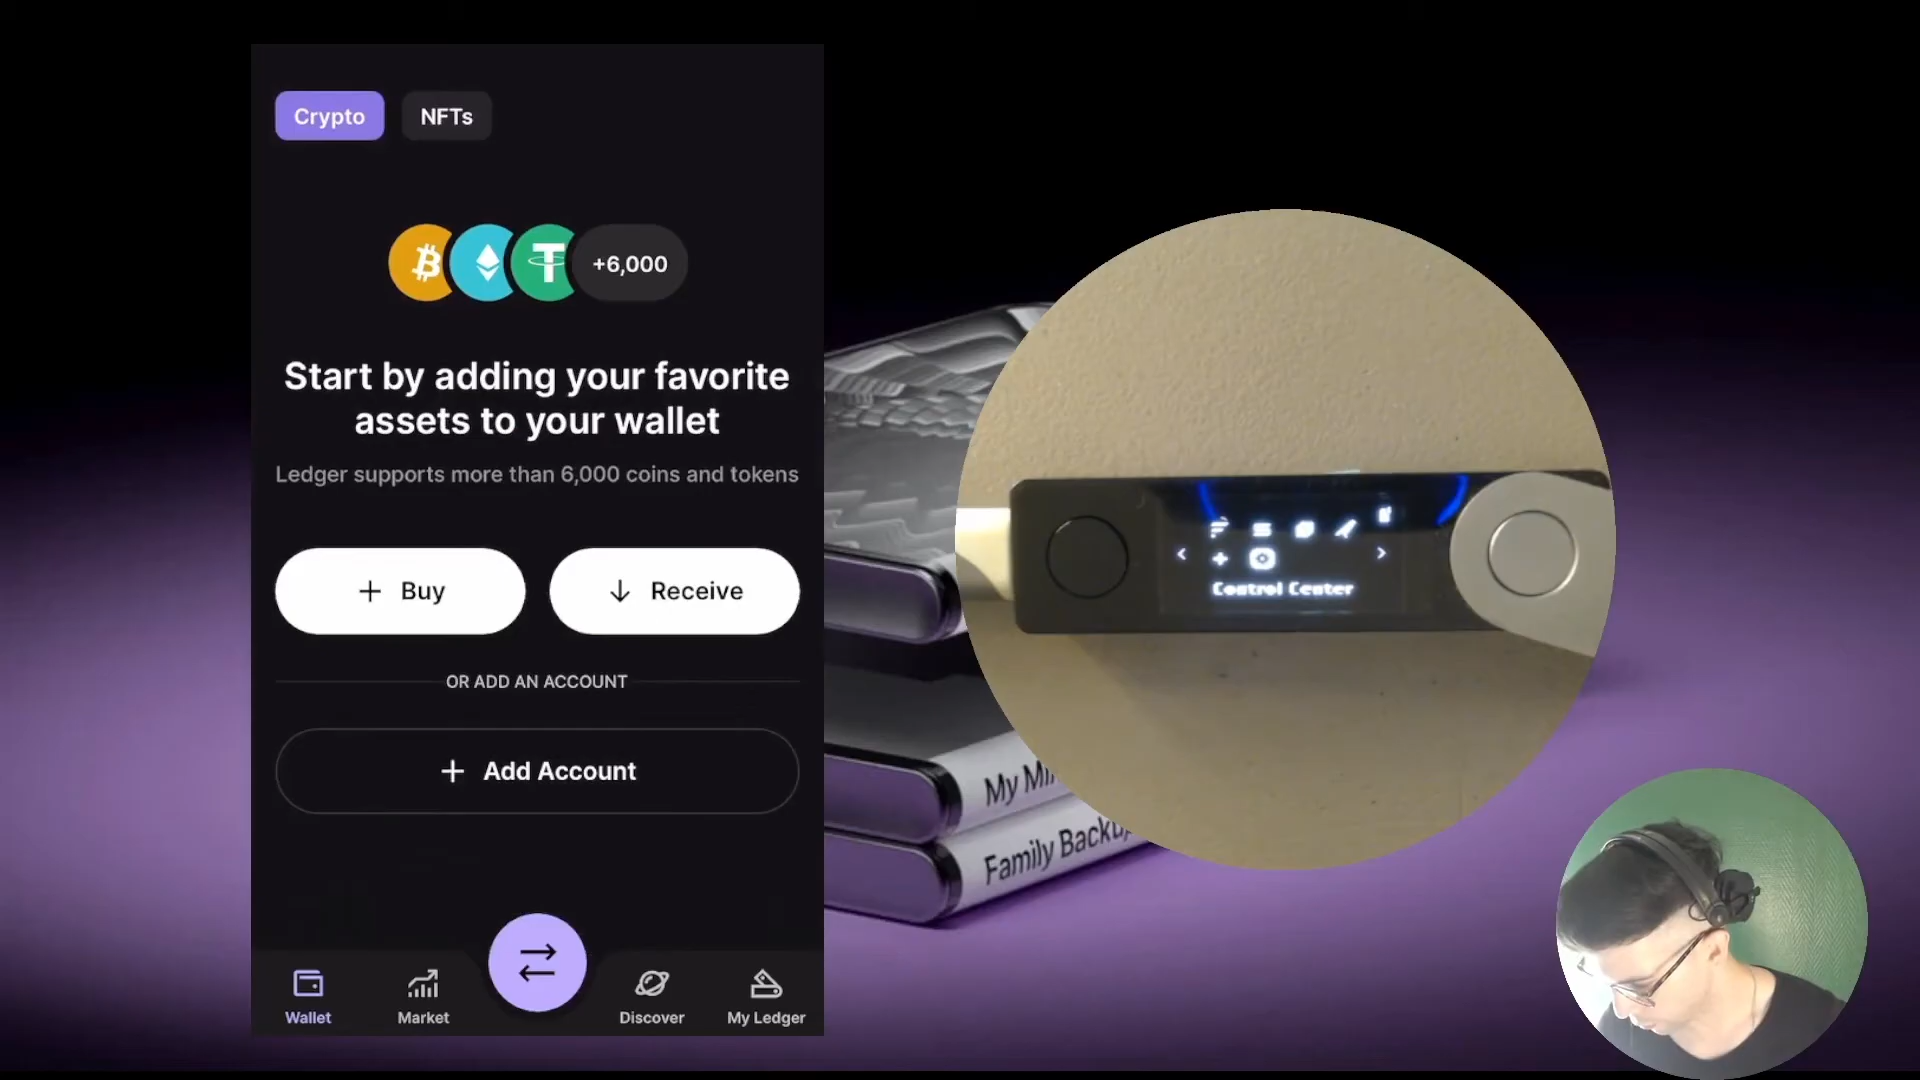 Crypto
NFTs
+6,000
Start by adding your favorite
assets to your wallet
Ledger supports more than 6,000 coins and tokens
Buy
Receive
OR ADD AN ACCOUNT
Add Account
Wallet
Market
Discover
My Ledger
Control Center
My
Family